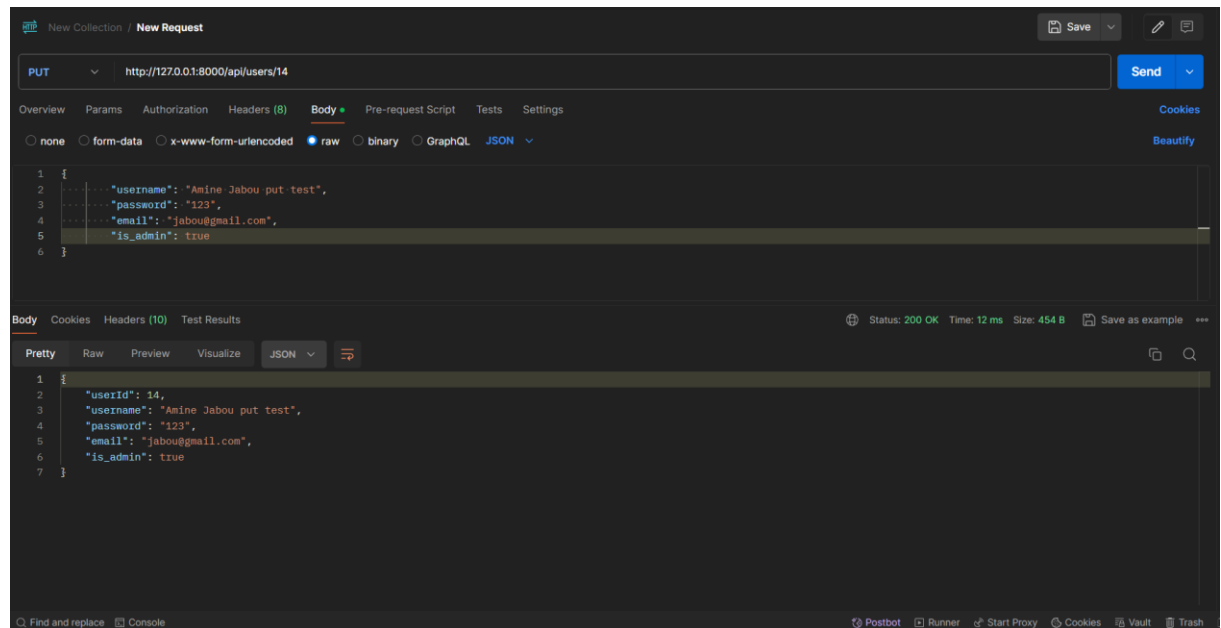 HTTP New Collection / New Request Save
PUT http://127.0.0.1:8000/api/users/14 Send
Overview Params Authorization Headers (8) Body Pre-request Script Tests Settings Cookies
none form-data x-www-form-urlencoded raw binary GraphQL JSON Beautify
1 {
2 "username": "Amine Jabou put test",
3 "password": "123",
4 "email": "jabou@gmail.com",
5 "is_admin": true
6 }
Body Cookies Headers (10) Test Results Status: 200 OK Time: 12 ms Size: 454 B Save as example
Pretty Raw Preview Visualize JSON
1 {
2 "userId": 14,
3 "username": "Amine Jabou put test",
4 "password": "123",
5 "email": "jabou@gmail.com",
6 "is_admin": true
7 }
Find and replace Console Postbot Runner Start Proxy Cookies Vault Trash